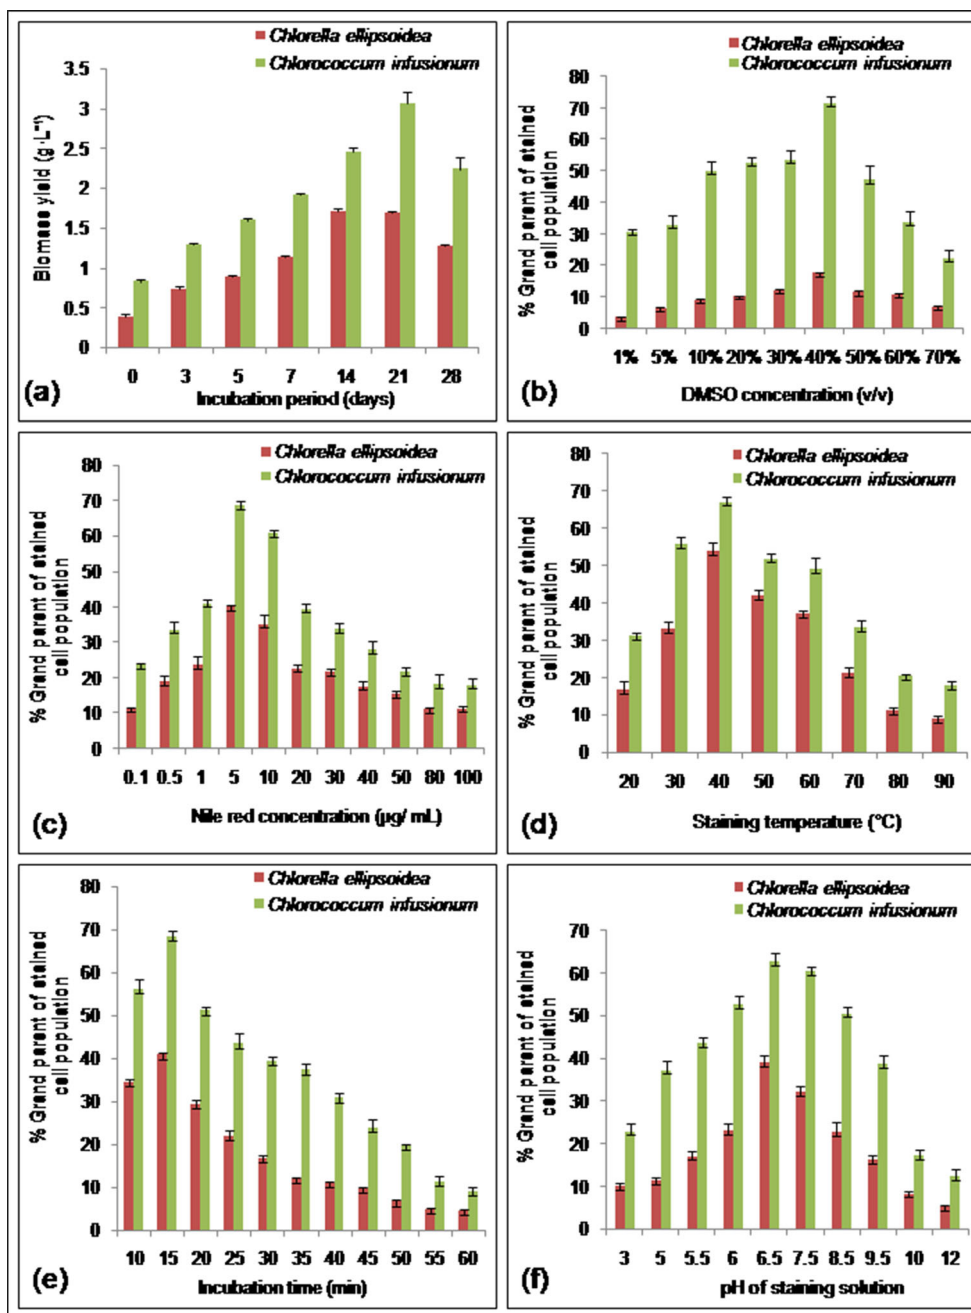 Chlorella ellipsoidea
Chlorococcum infusionum
Biomass yield (g·L⁻¹)
3.5
3
2.5
2
1.5
1
0.5
0
0 3 5 7 14 21 28
Incubation period (days)
(a)
Chlorella ellipsoidea
Chlorococcum infusionum
% Grand parent of stained
cell population
80
70
60
50
40
30
20
10
0
1% 5% 10% 20% 30% 40% 50% 60% 70%
DMSO concentration (v/v)
(b)
Chlorella ellipsoidea
Chlorococcum infusionum
% Grand parent of stained
cell population
80
70
60
50
40
30
20
10
0
0.1 0.5 1 5 10 20 30 40 50 80 100
Nile red concentration (µg/ mL)
(c)
Chlorella ellipsoidea
Chlorococcum infusionum
% Grand parent of stained
cell population
80
70
60
50
40
30
20
10
0
20 30 40 50 60 70 80 90
Staining temperature (°C)
(d)
Chlorella ellipsoidea
Chlorococcum infusionum
% Grand parent of stained
cell population
80
70
60
50
40
30
20
10
0
10 15 20 25 30 35 40 45 50 55 60
Incubation time (min)
(e)
Chlorella ellipsoidea
Chlorococcum infusionum
% Grand parent of stained
cell population
70
60
50
40
30
20
10
0
3 5 5.5 6 6.5 7.5 8.5 9.5 10 12
pH of staining solution
(f)